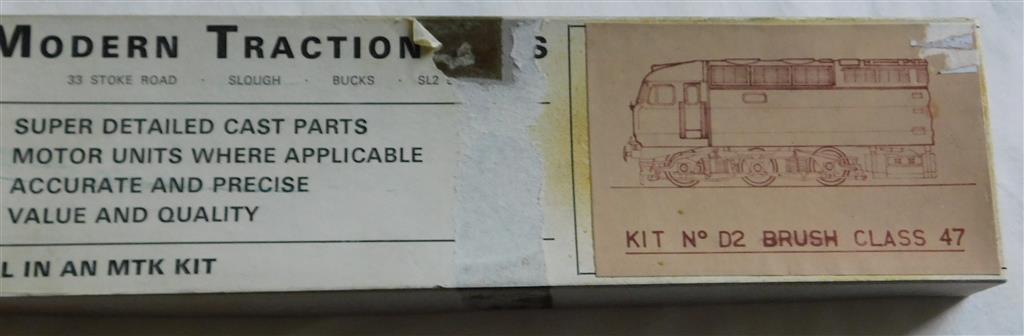 MODERN TRACTION S
33 STOKE ROAD · SLOUGH · BUCKS · SL2
SUPER DETAILED CAST PARTS
MOTOR UNITS WHERE APPLICABLE
ACCURATE AND PRECISE
VALUE AND QUALITY
L IN AN MTK KIT
KIT Nº D2 BRUSH CLASS 47